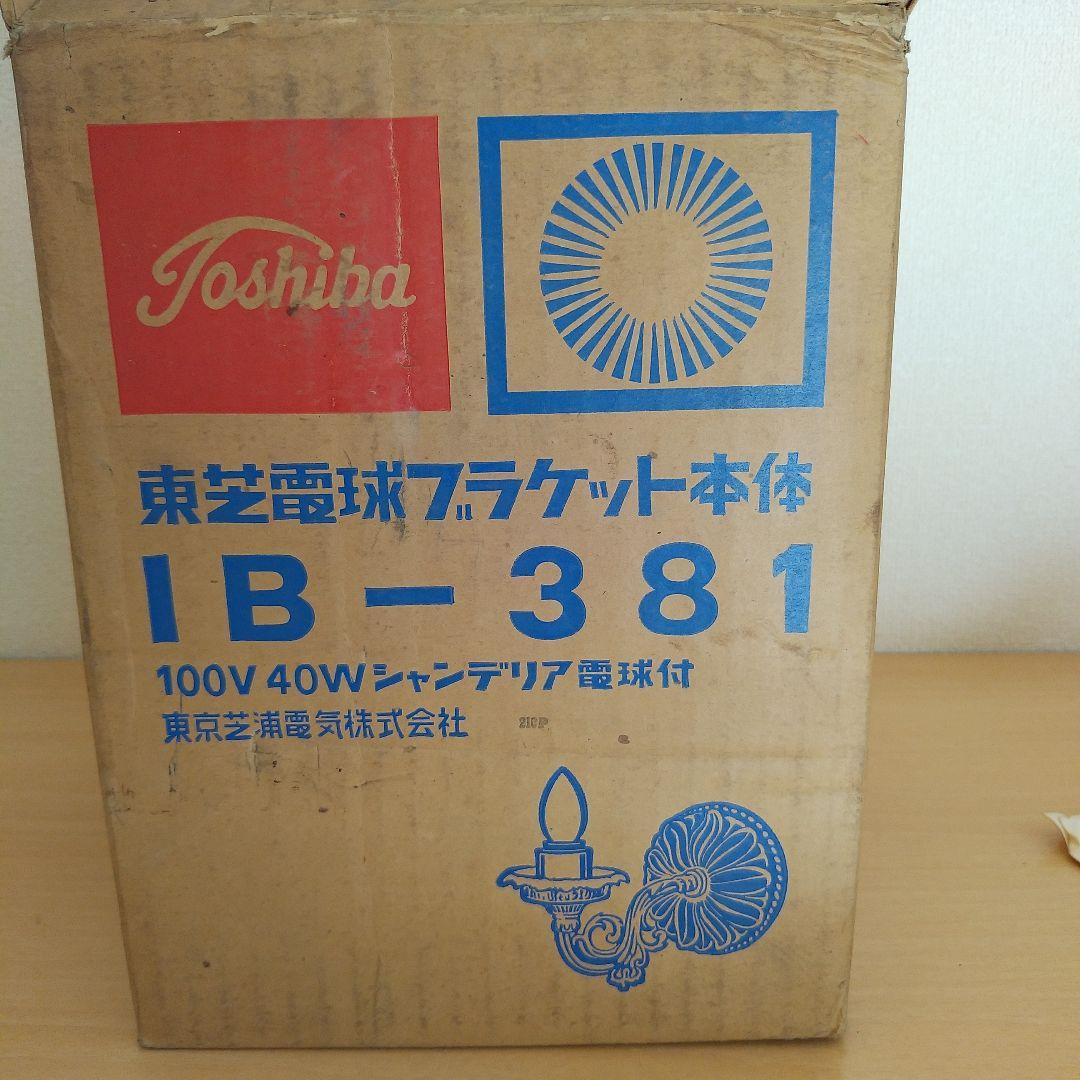 Toshiba
東芝電球ブラケット本体
IB-381
100V 40Wシャンデリア電球付
東京芝浦電気株式会社